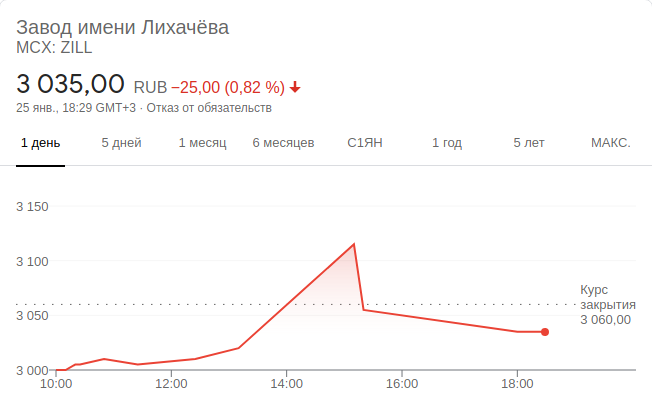 Завод имени Лихачёва
MCX: ZILL
3 035,00 RUB −25,00 (0,82 %)
25 янв., 18:29 GMT+3 · Отказ от обязательств
1 день 5 дней 1 месяц 6 месяцев С1ЯН 1 год 5 лет МАКС.
3 150
3 100
3 050
3 000
Курс
закрытия
3 060,00
10:00 12:00 14:00 16:00 18:00